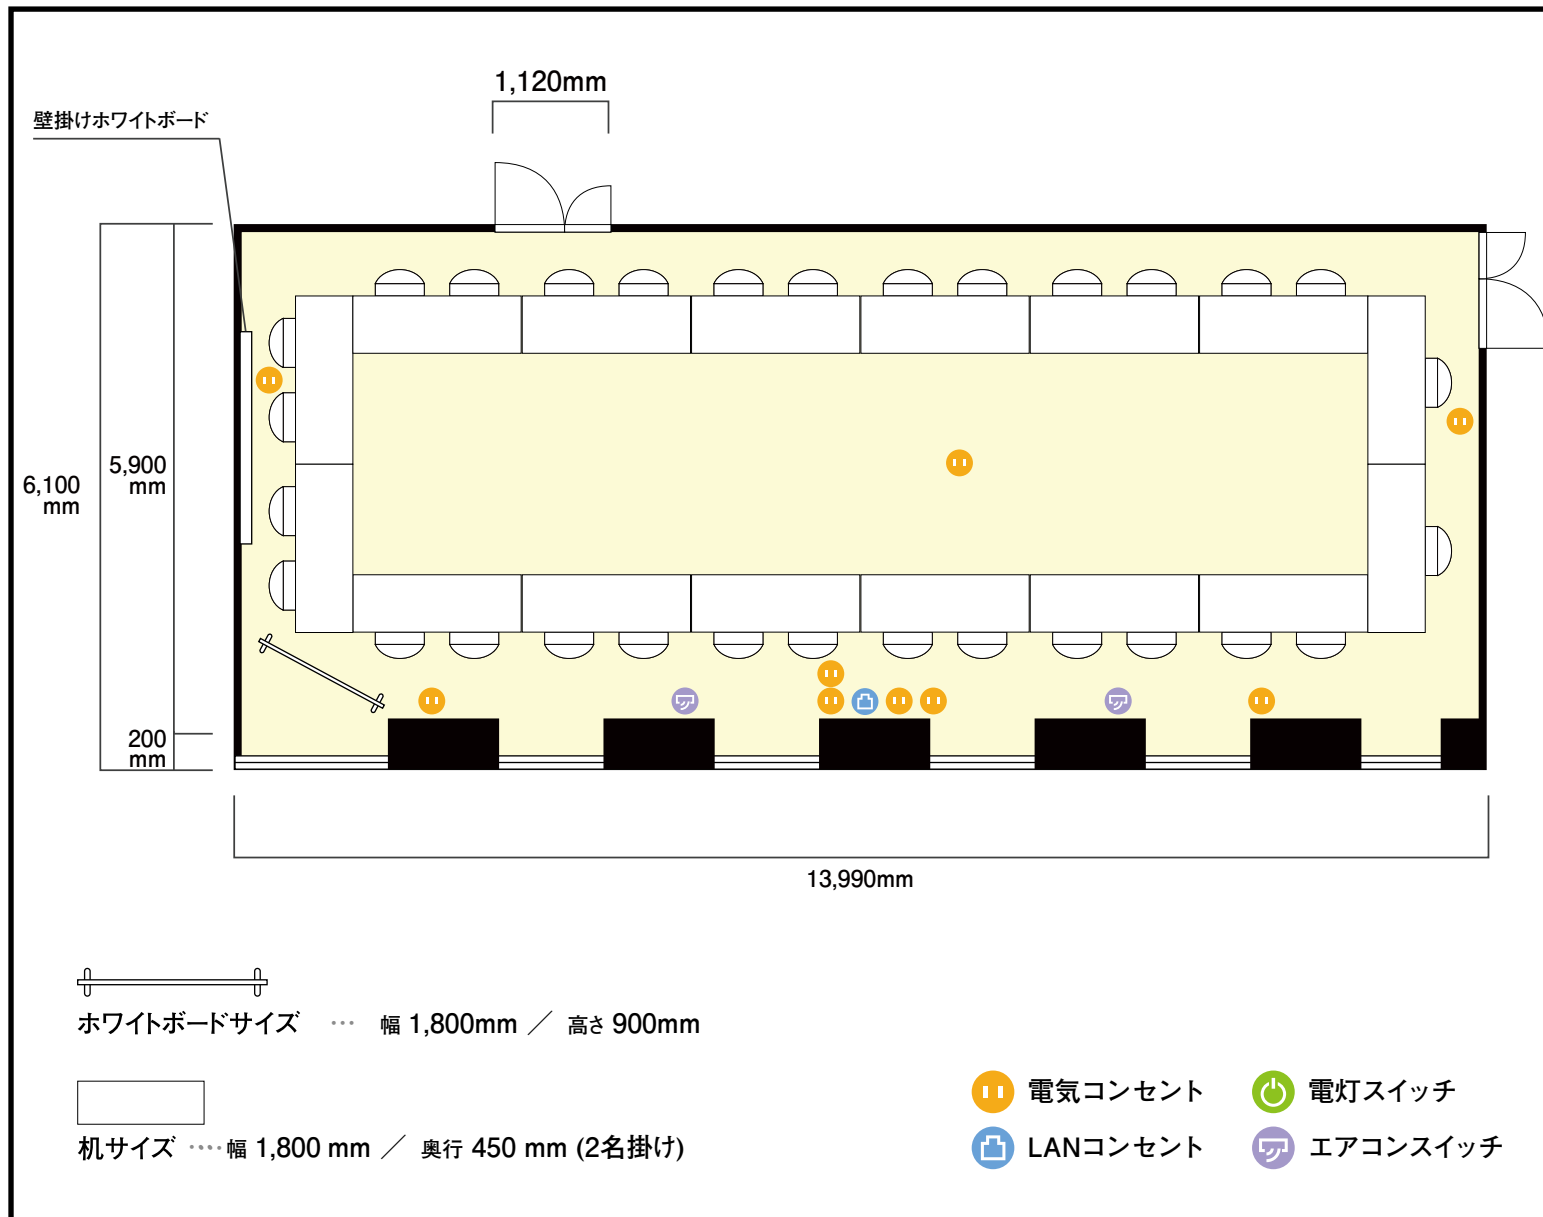 1,120mm
壁掛けホワイトボード
5,900
mm
6,100
mm
200
mm
13,990mm
ホワイトボードサイズ … 幅 1,800mm ／ 高さ 900mm
机サイズ ‥‥ 幅 1,800 mm ／ 奥行 450 mm (2名掛け)
電気コンセント
電灯スイッチ
LANコンセント
エアコンスイッチ